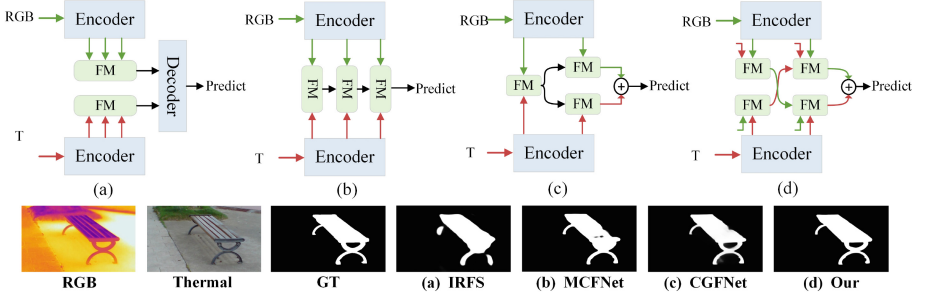 RGB
Encoder
FM
FM
Decoder
Predict
T
Encoder
(a)
RGB
Encoder
FM
FM
FM
Predict
T
Encoder
(b)
RGB
Encoder
FM
FM
FM
+
Predict
T
Encoder
(c)
RGB
Encoder
FM
FM
FM
FM
+
Predict
T
Encoder
(d)
RGB
Thermal
GT
(a) IRFS
(b) MCFNet
(c) CGFNet
(d) Our